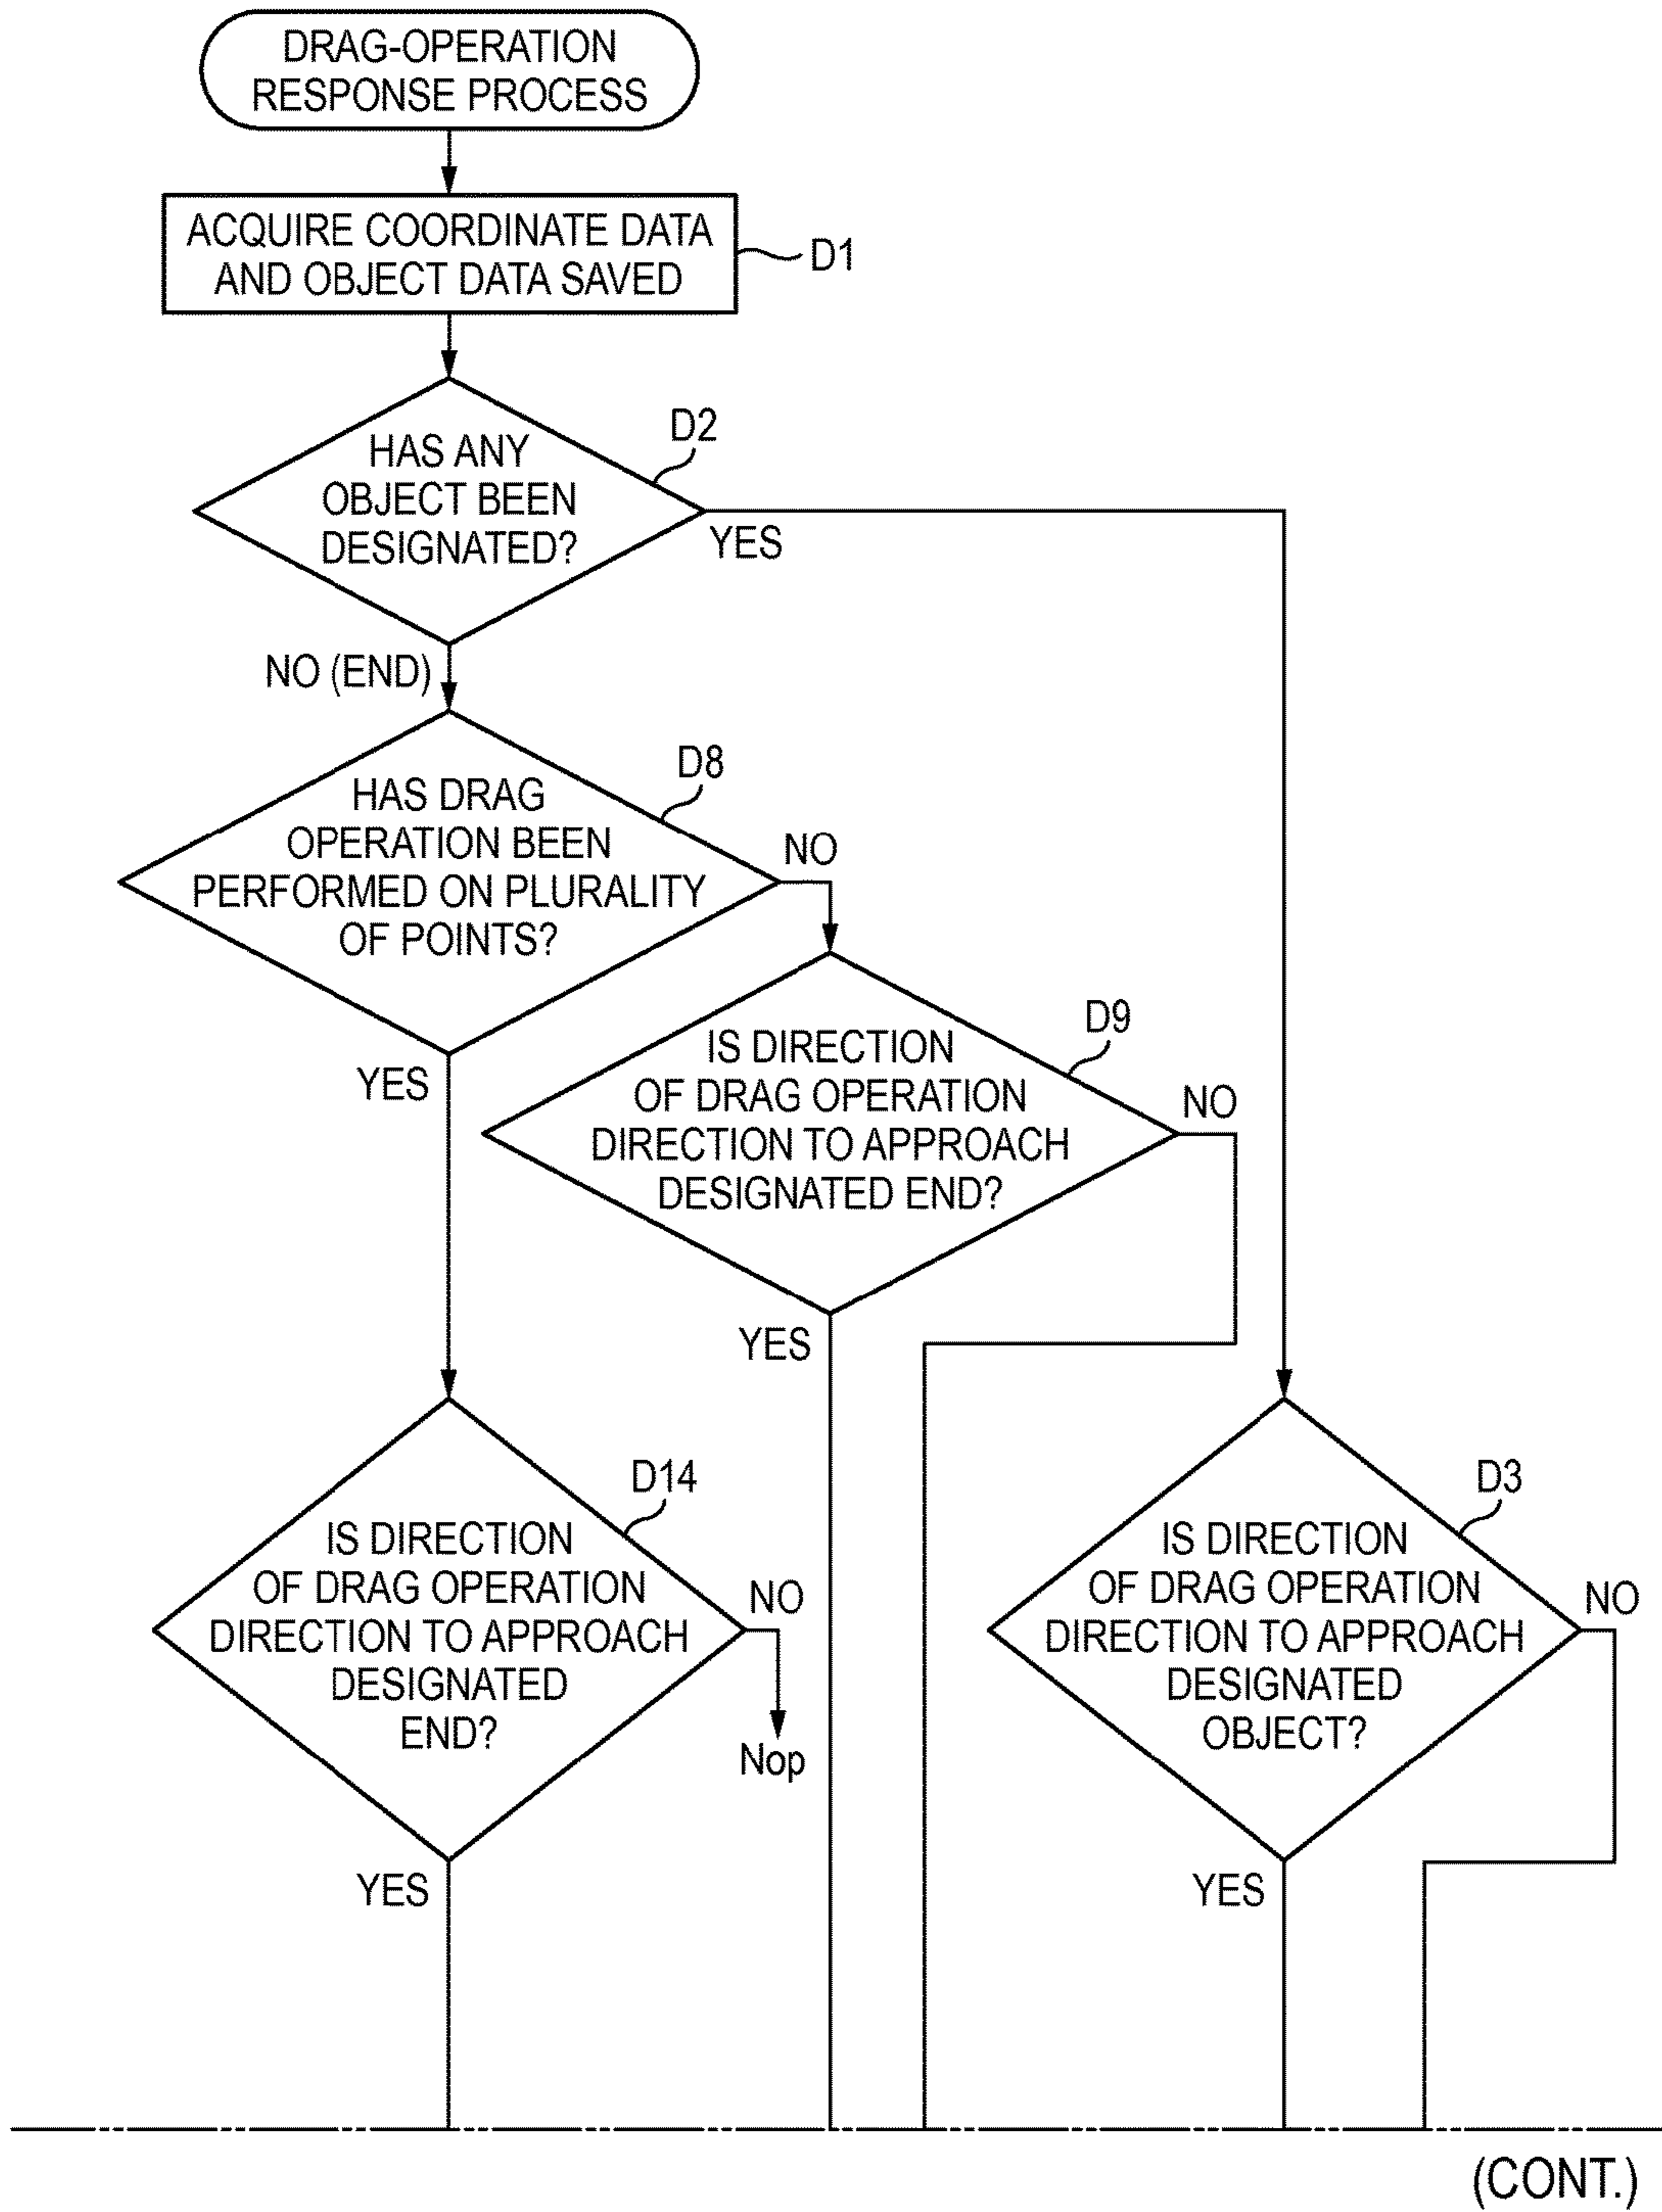 DRAG-OPERATION
RESPONSE PROCESS
ACQUIRE COORDINATE DATA
AND OBJECT DATA SAVED
D1
HAS ANY
OBJECT BEEN
DESIGNATED?
D2
YES
NO (END)
HAS DRAG
OPERATION BEEN
PERFORMED ON PLURALITY
OF POINTS?
D8
NO
YES
IS DIRECTION
OF DRAG OPERATION
DIRECTION TO APPROACH
DESIGNATED END?
D9
NO
YES
IS DIRECTION
OF DRAG OPERATION
DIRECTION TO APPROACH
DESIGNATED
END?
D14
NO
Nop
YES
IS DIRECTION
OF DRAG OPERATION
DIRECTION TO APPROACH
DESIGNATED
OBJECT?
D3
NO
YES
(CONT.)